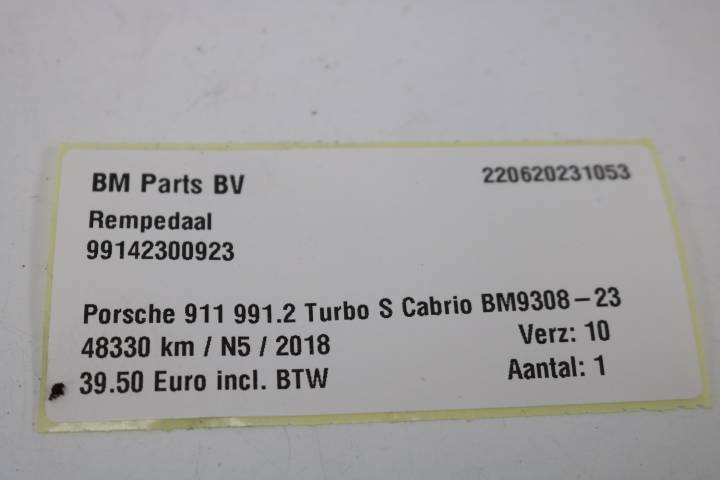 BM Parts BV 220620231053
Rempedaal
99142300923
Porsche 911 991.2 Turbo S Cabrio BM9308-23
48330 km / N5 / 2018 Verz: 10
39.50 Euro incl. BTW Aantal: 1